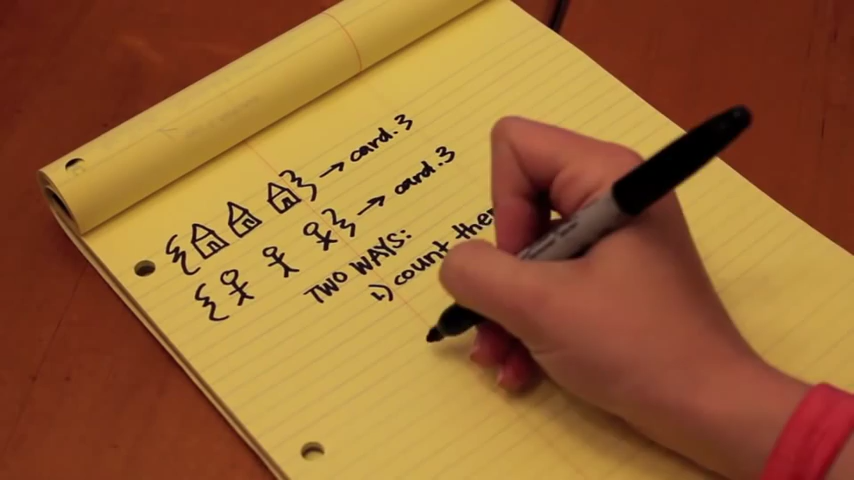 { } → card. 3
{ } → card. 3
TWO WAYS:
1.) count